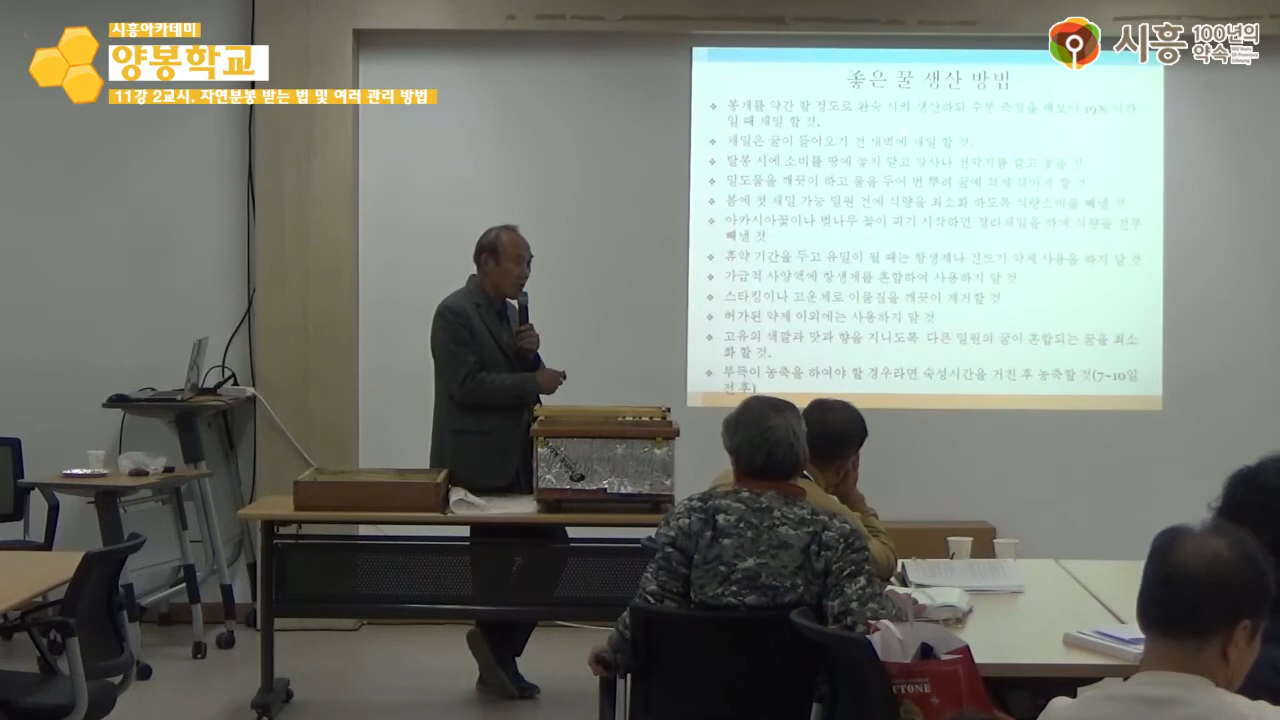 시흥아카데미
양봉학교
11강 2교시. 자연분봉 받는 법 및 여러 관리 방법
시흥 100년의 약속
좋은 꿀 생산 방법
봉개를 약간 할 정도로 완숙 시켜 생산하되 수분 측정을 해보아 19% 이하
일 때 채밀 할 것.
채밀은 꿀이 들어오기 전 새벽에 채밀 할 것.
탈봉 시에 소비를 땅에 놓지 말고 망사나 천막지를 깔고 놓을 것
밀도물을 깨끗이 하고 물을 두어 번 뿌려 꿀에 적게 섞이게 할 것
봄에 첫 채밀 가능 밀원 전에 식량을 최소화 하도록 식량소비를 빼낼 것
아카시아꽃이나 벚나무 꽃이 피기 시작하면 정리채밀을 하여 식량을 전부
빼낼 것
휴약 기간을 두고 유밀이 될 때는 항생제나 진드기 약제 사용을 하지 말 것
가급적 사양액에 항생제를 혼합하여 사용하지 말 것
스타킹이나 고운체로 이물질을 깨끗이 제거할 것
허가된 약제 이외에는 사용하지 말 것
고유의 색깔과 맛과 향을 지니도록 다른 밀원의 꿀이 혼합되는 꿀을 최소
화 할 것.
부득이 농축을 하여야 할 경우라면 숙성시간을 거친 후 농축할 것(7~10일
전후)